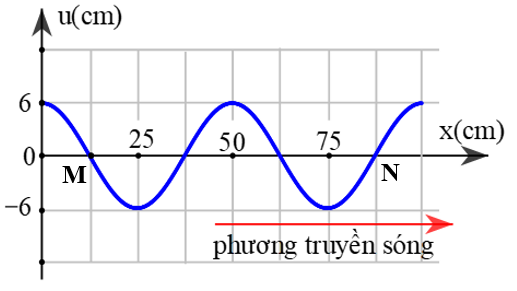 u(cm)
6
25 50 75 x(cm)
0
M N
−6
phương truyền sóng